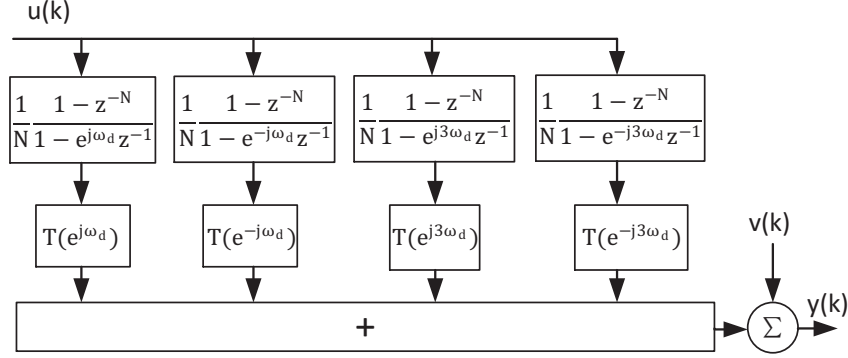 u(k)
1/N (1 − z⁻ᴺ)/(1 − e^{jω_d} z⁻¹)
1/N (1 − z⁻ᴺ)/(1 − e^{−jω_d} z⁻¹)
1/N (1 − z⁻ᴺ)/(1 − e^{j3ω_d} z⁻¹)
1/N (1 − z⁻ᴺ)/(1 − e^{−j3ω_d} z⁻¹)
T(e^{jω_d})
T(e^{−jω_d})
T(e^{j3ω_d})
T(e^{−j3ω_d})
v(k)
+
Σ
y(k)